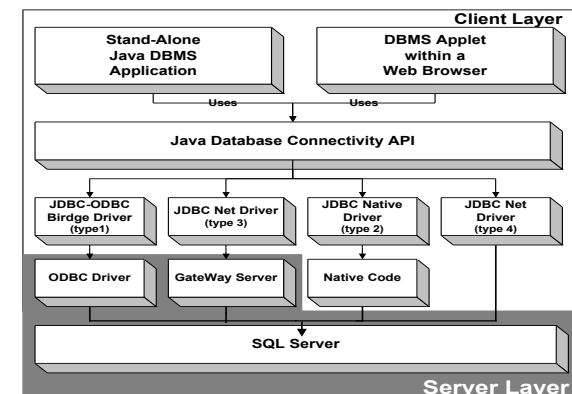 Client Layer
Stand-Alone
Java DBMS
Application
DBMS Applet
within a
Web Browser
Uses
Uses
Java Database Connectivity API
JDBC-ODBC
Birdge Driver
(type1)
JDBC Net Driver
(type 3)
JDBC Native
Driver
(type 2)
JDBC Net
Driver
(type 4)
ODBC Driver
GateWay Server
Native Code
SQL Server
Server Layer